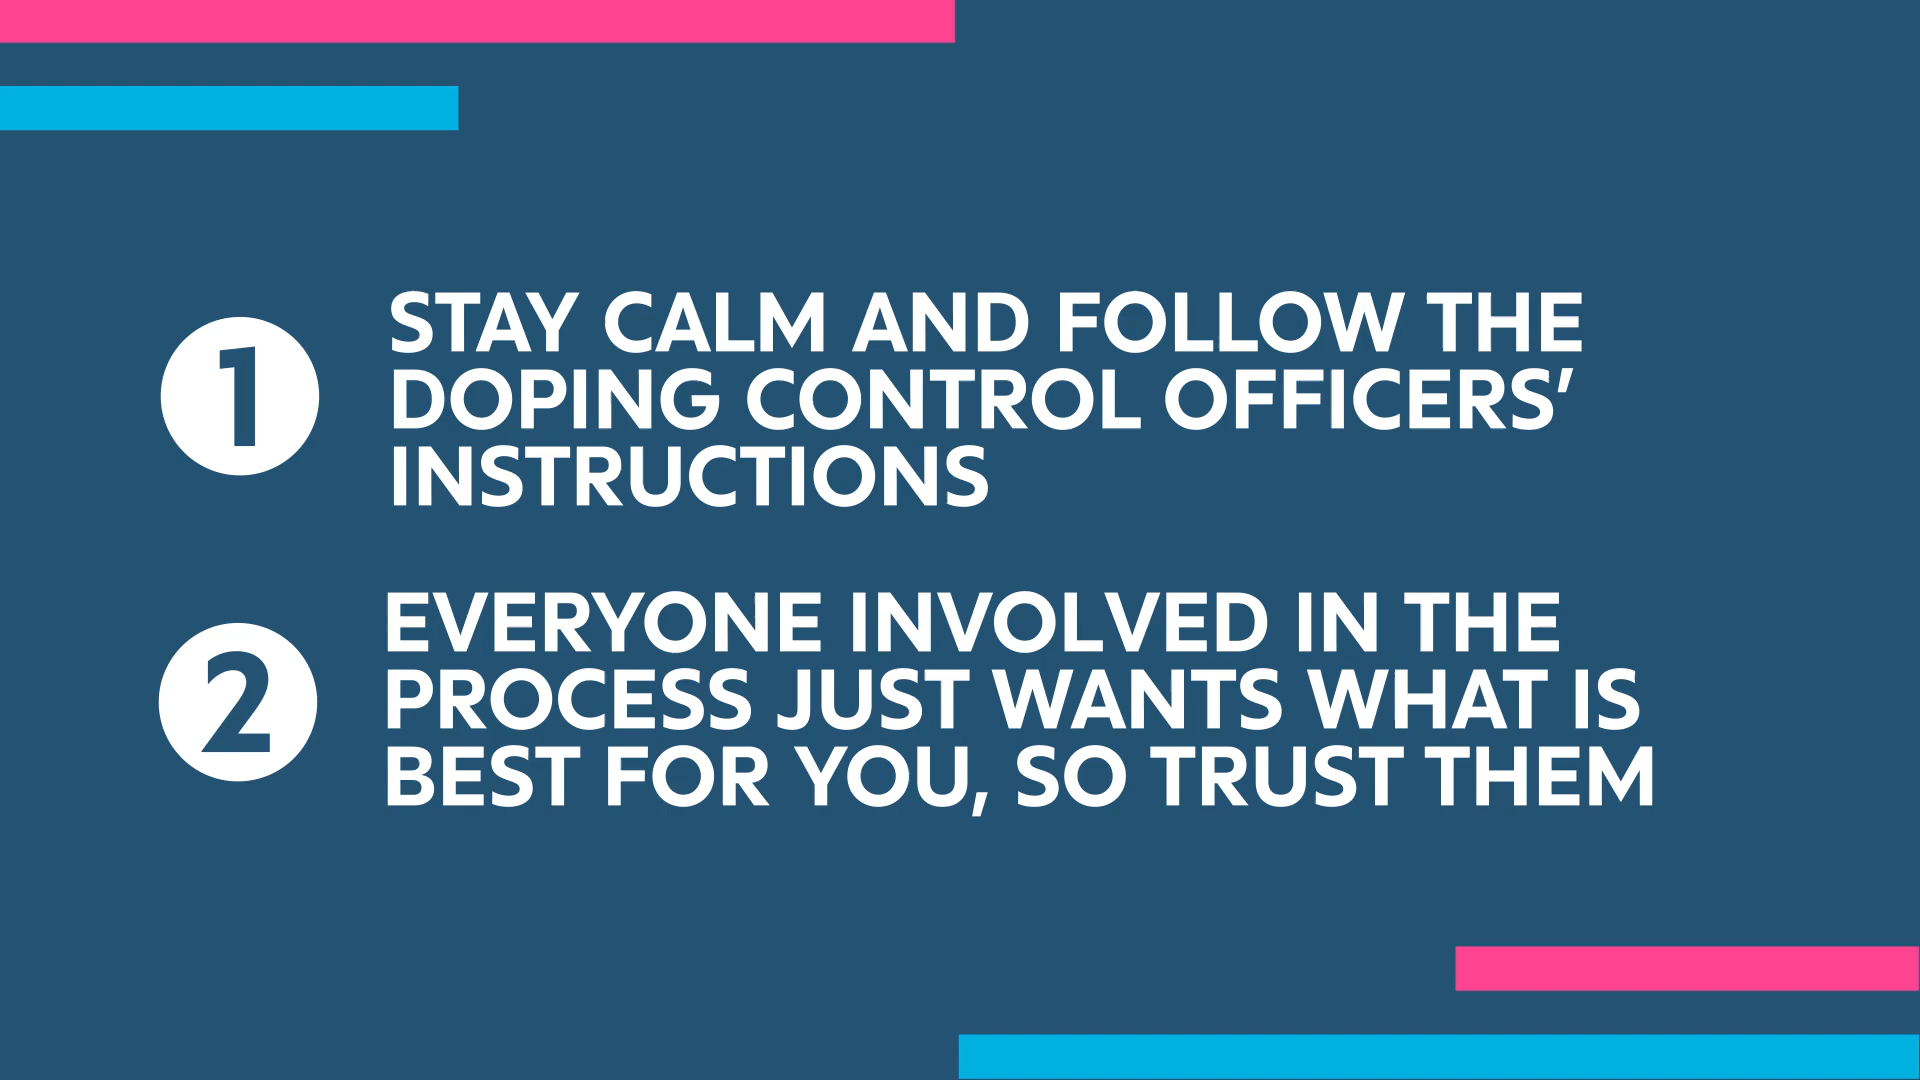 1
STAY CALM AND FOLLOW THE
DOPING CONTROL OFFICERS’
INSTRUCTIONS
2
EVERYONE INVOLVED IN THE
PROCESS JUST WANTS WHAT IS
BEST FOR YOU, SO TRUST THEM